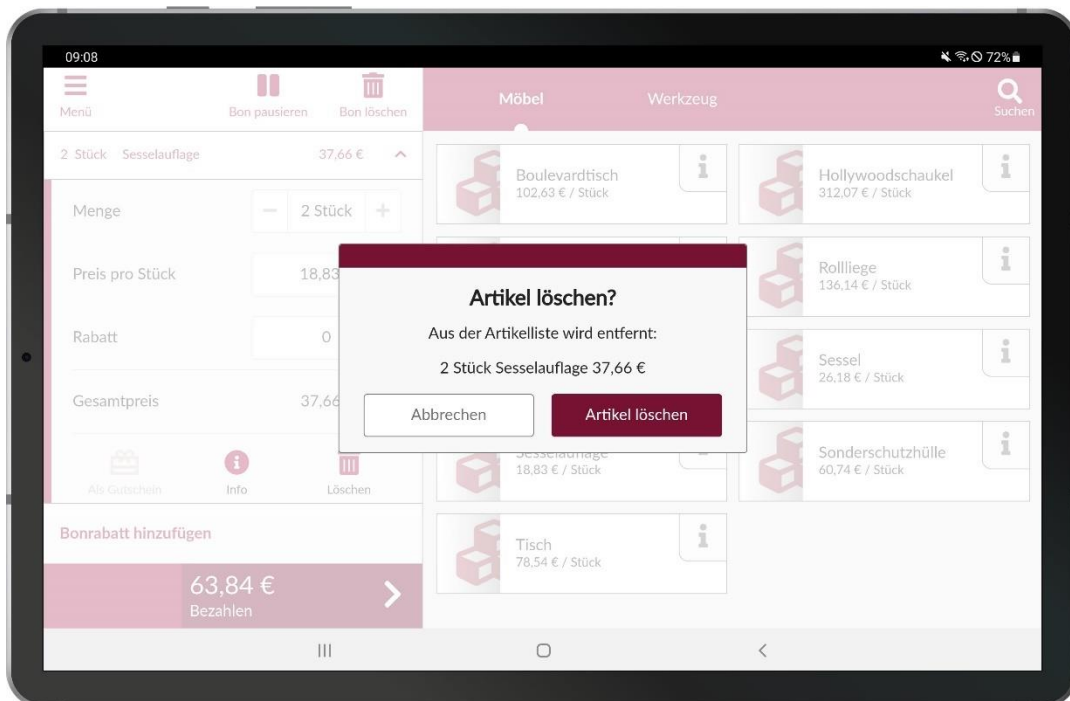 09:08
72%
Menü
Bon pausieren
Bon löschen
Möbel
Werkzeug
Suchen
2 Stück Sesselauflage 37,66 €
Menge
2 Stück
Preis pro Stück
18,83
Rabatt
0
Gesamtpreis
37,66
Als Gutschein
Info
Löschen
Bonrabatt hinzufügen
63,84 €
Bezahlen
Boulevardtisch
102,63 € / Stück
Hollywoodschaukel
312,07 € / Stück
Rollliege
136,14 € / Stück
Sessel
26,18 € / Stück
Sesselauflage
18,83 € / Stück
Sonderschutzhülle
60,74 € / Stück
Tisch
78,54 € / Stück
Artikel löschen?
Aus der Artikelliste wird entfernt:
2 Stück Sesselauflage 37,66 €
Abbrechen
Artikel löschen